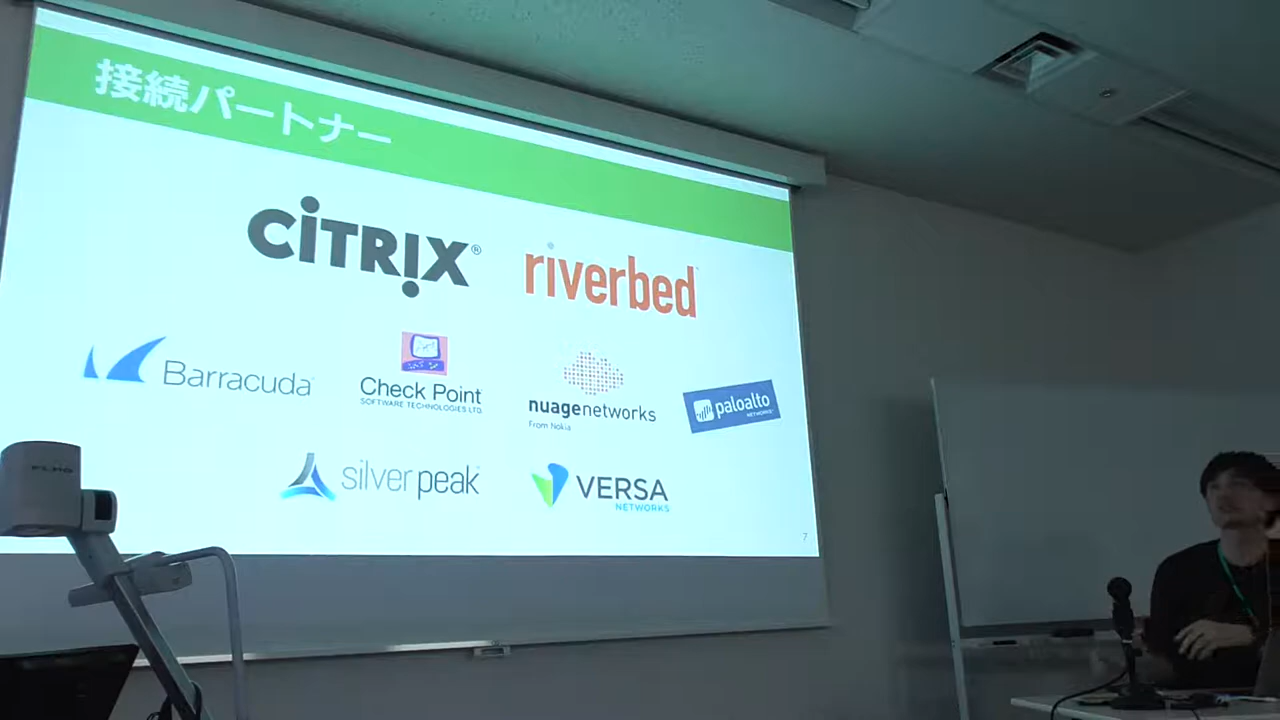 接続パートナー
CiTRIX®
riverbed
Barracuda
Check Point
SOFTWARE TECHNOLOGIES LTD.
nuagenetworks
From Nokia
paloalto
NETWORKS
silver peak
VERSA
NETWORKS
7
ELMO